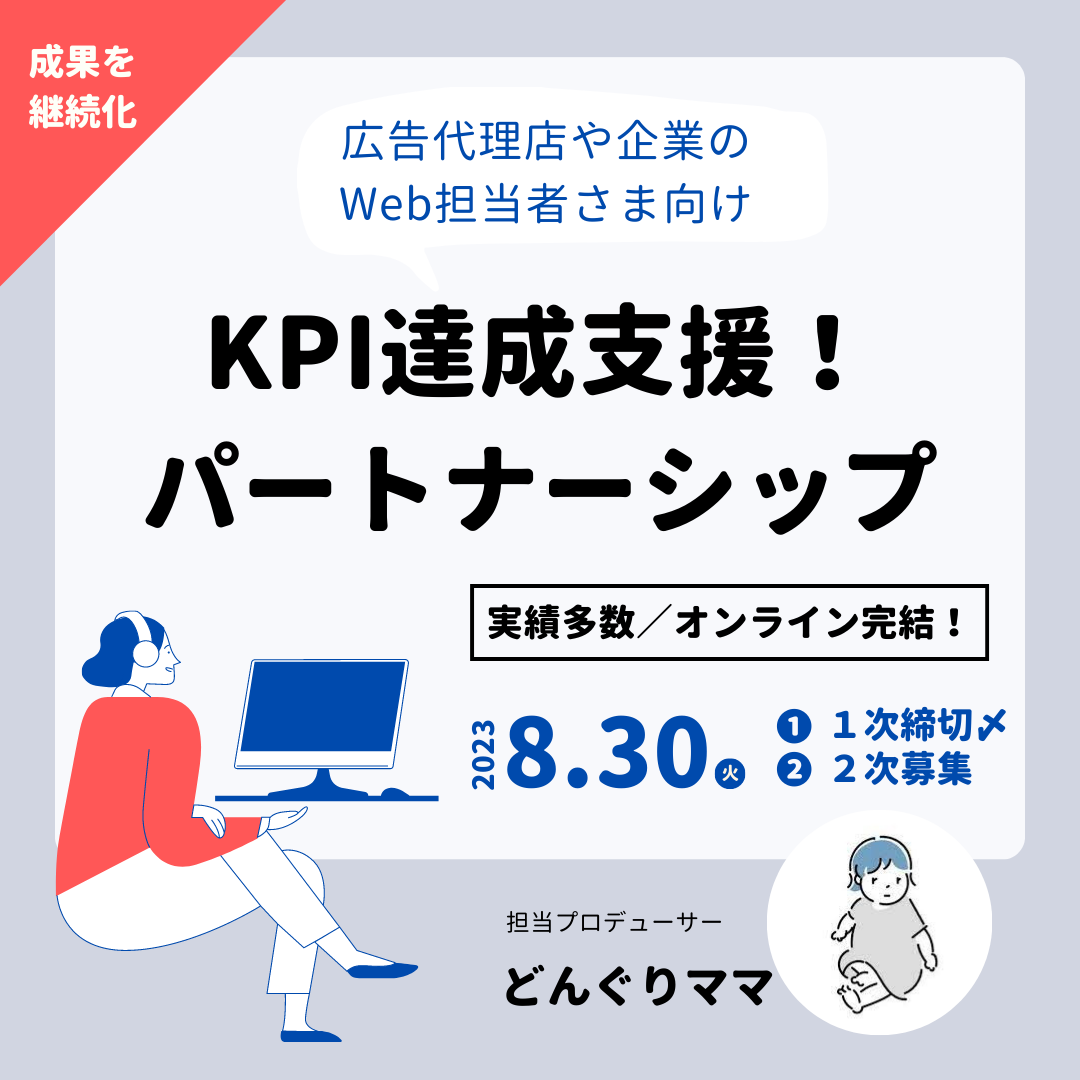 成果を
継続化
広告代理店や企業の
Web担当者さま向け
KPI達成支援！
パートナーシップ
実績多数／オンライン完結！
2023
8.30火
❶ １次締切〆
❷ ２次募集
担当プロデューサー
どんぐりママ